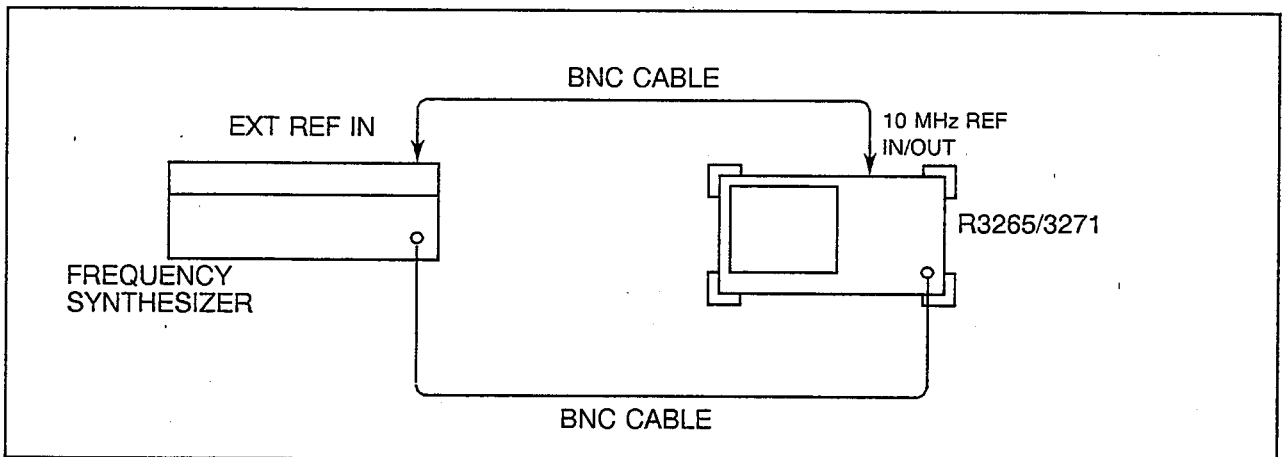 BNC CABLE
EXT REF IN
10 MHz REF
IN/OUT
R3265/3271
FREQUENCY
SYNTHESIZER
BNC CABLE